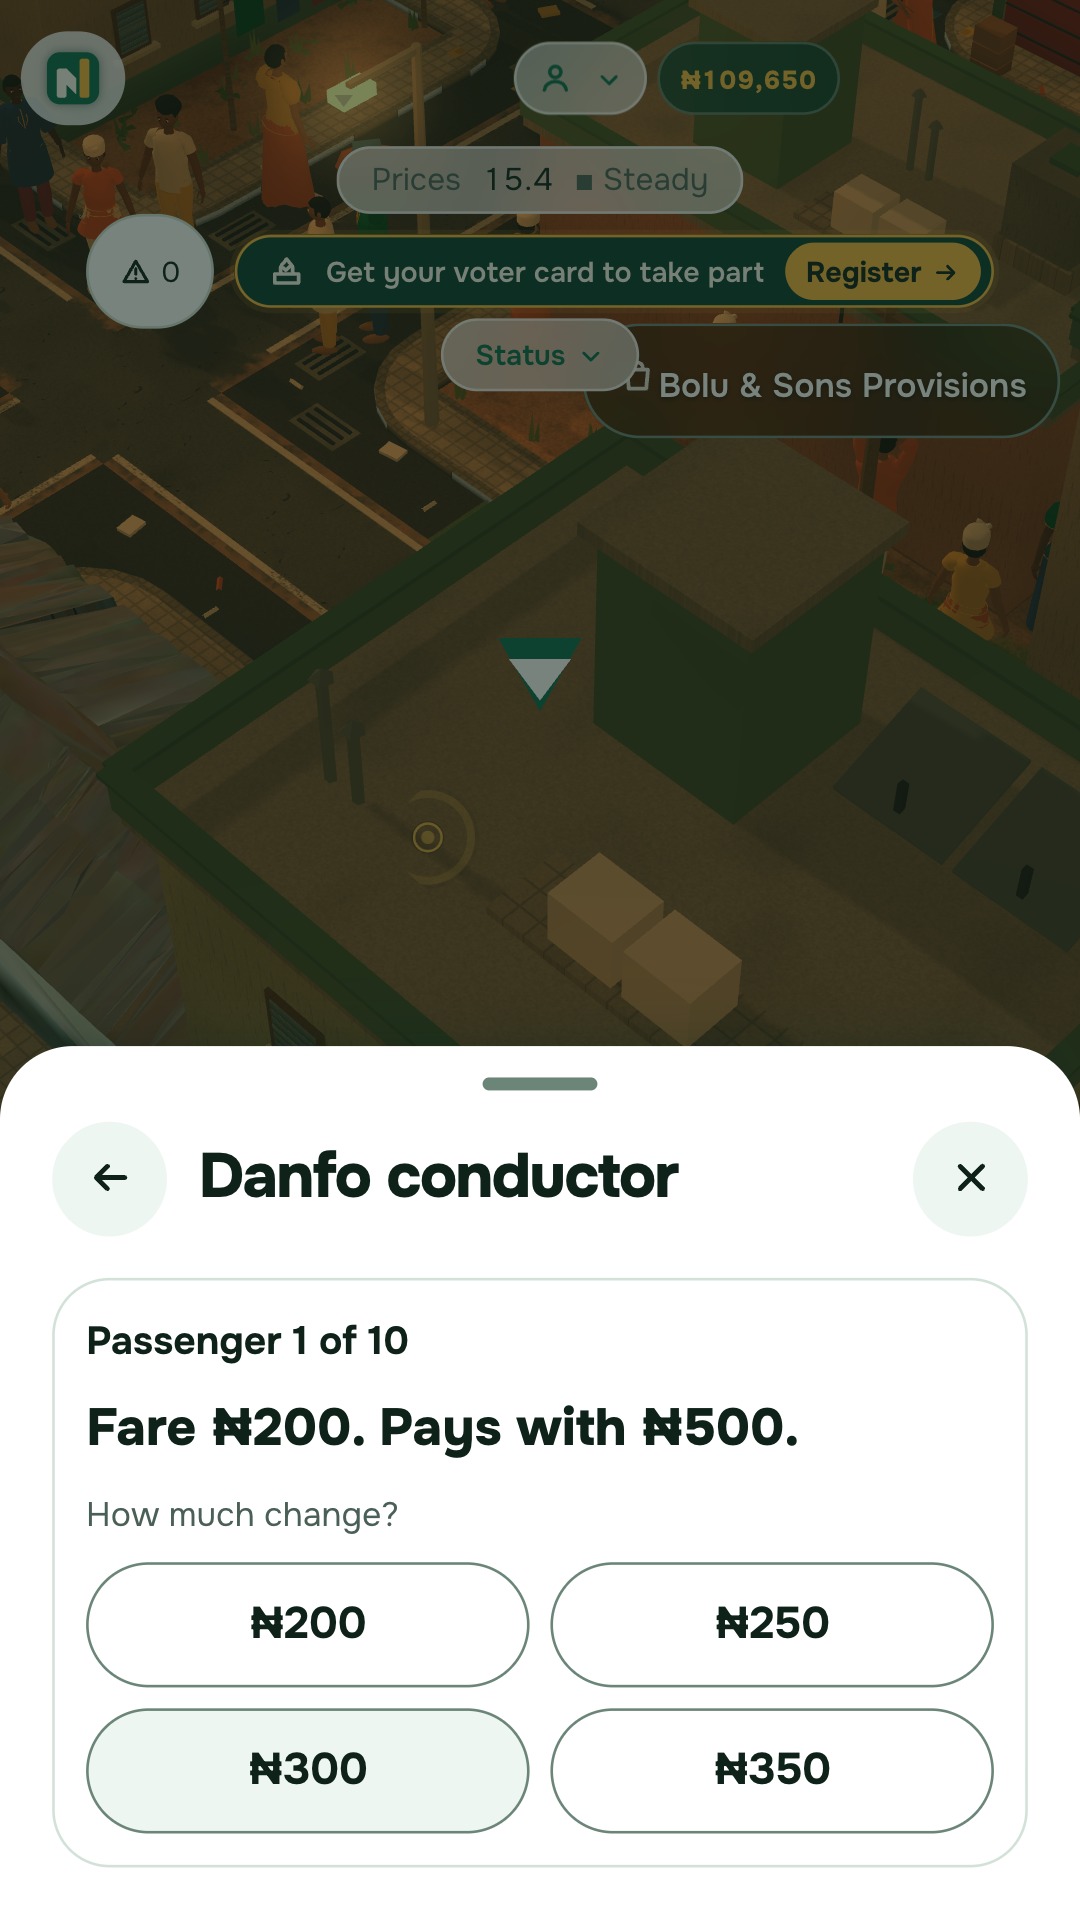 ₦109,650
Prices 15.4 ■ Steady
0
Get your voter card to take part
Register →
Status
Bolu & Sons Provisions
Danfo conductor
Passenger 1 of 10
Fare ₦200. Pays with ₦500.
How much change?
₦200
₦250
₦300
₦350